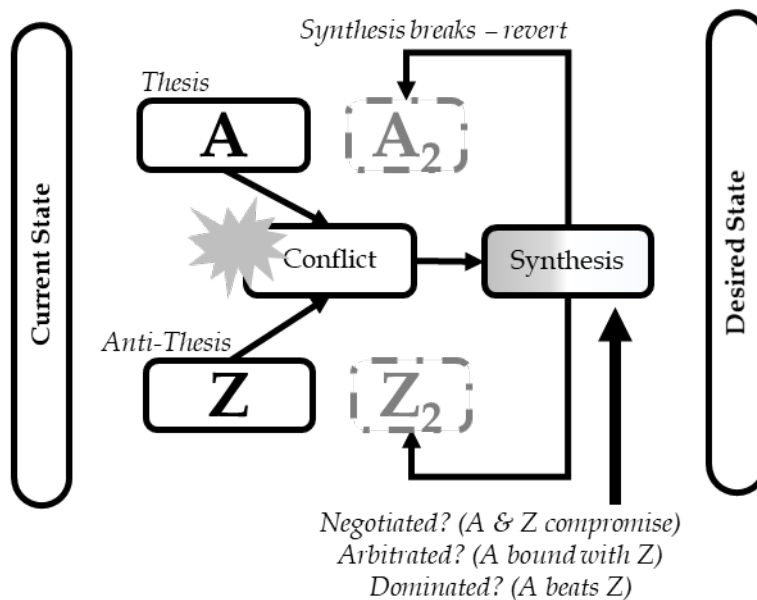 Synthesis breaks – revert
Thesis
A
A2
Current State
Conflict
Synthesis
Desired State
Anti-Thesis
Z
Z2
Negotiated? (A & Z compromise)
Arbitrated? (A bound with Z)
Dominated? (A beats Z)